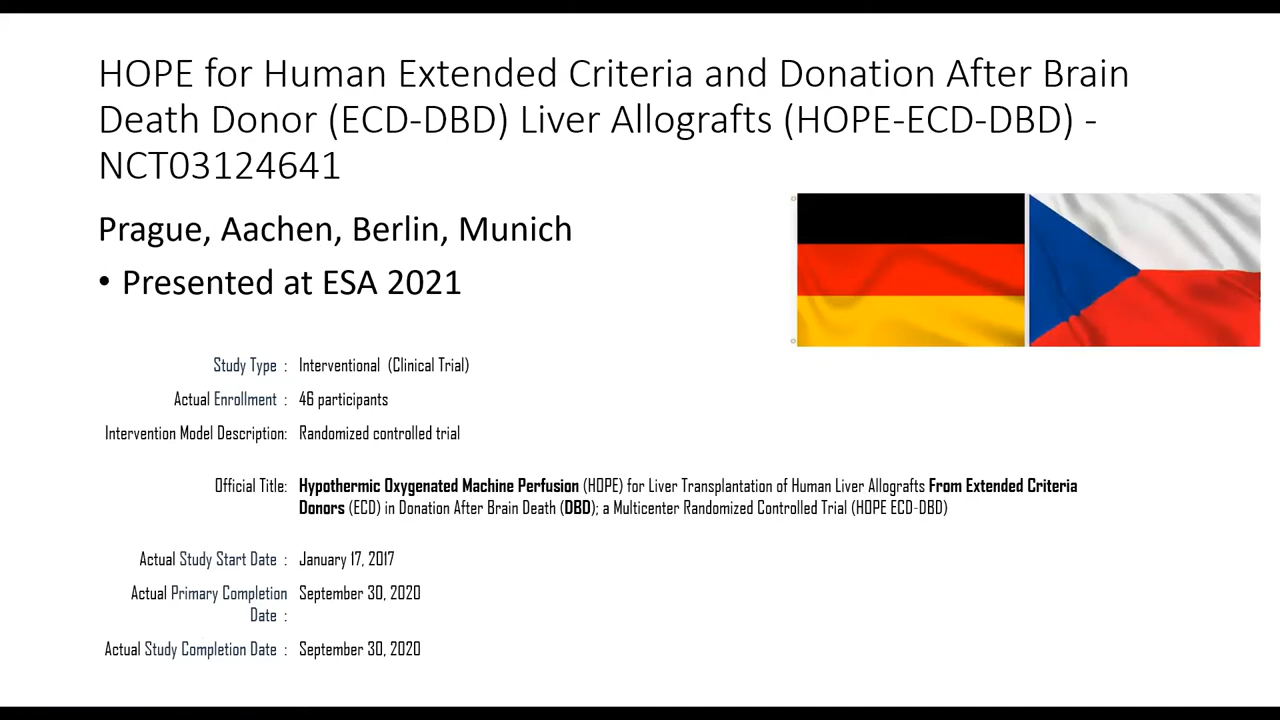 HOPE for Human Extended Criteria and Donation After Brain
Death Donor (ECD-DBD) Liver Allografts (HOPE-ECD-DBD) -
NCT03124641
Prague, Aachen, Berlin, Munich
• Presented at ESA 2021
Study Type : Interventional (Clinical Trial)
Actual Enrollment : 46 participants
Intervention Model Description: Randomized controlled trial
Official Title: Hypothermic Oxygenated Machine Perfusion (HOPE) for Liver Transplantation of Human Liver Allografts From Extended Criteria
Donors (ECD) in Donation After Brain Death (DBD); a Multicenter Randomized Controlled Trial (HOPE ECD-DBD)
Actual Study Start Date : January 17, 2017
Actual Primary Completion September 30, 2020
Date :
Actual Study Completion Date : September 30, 2020